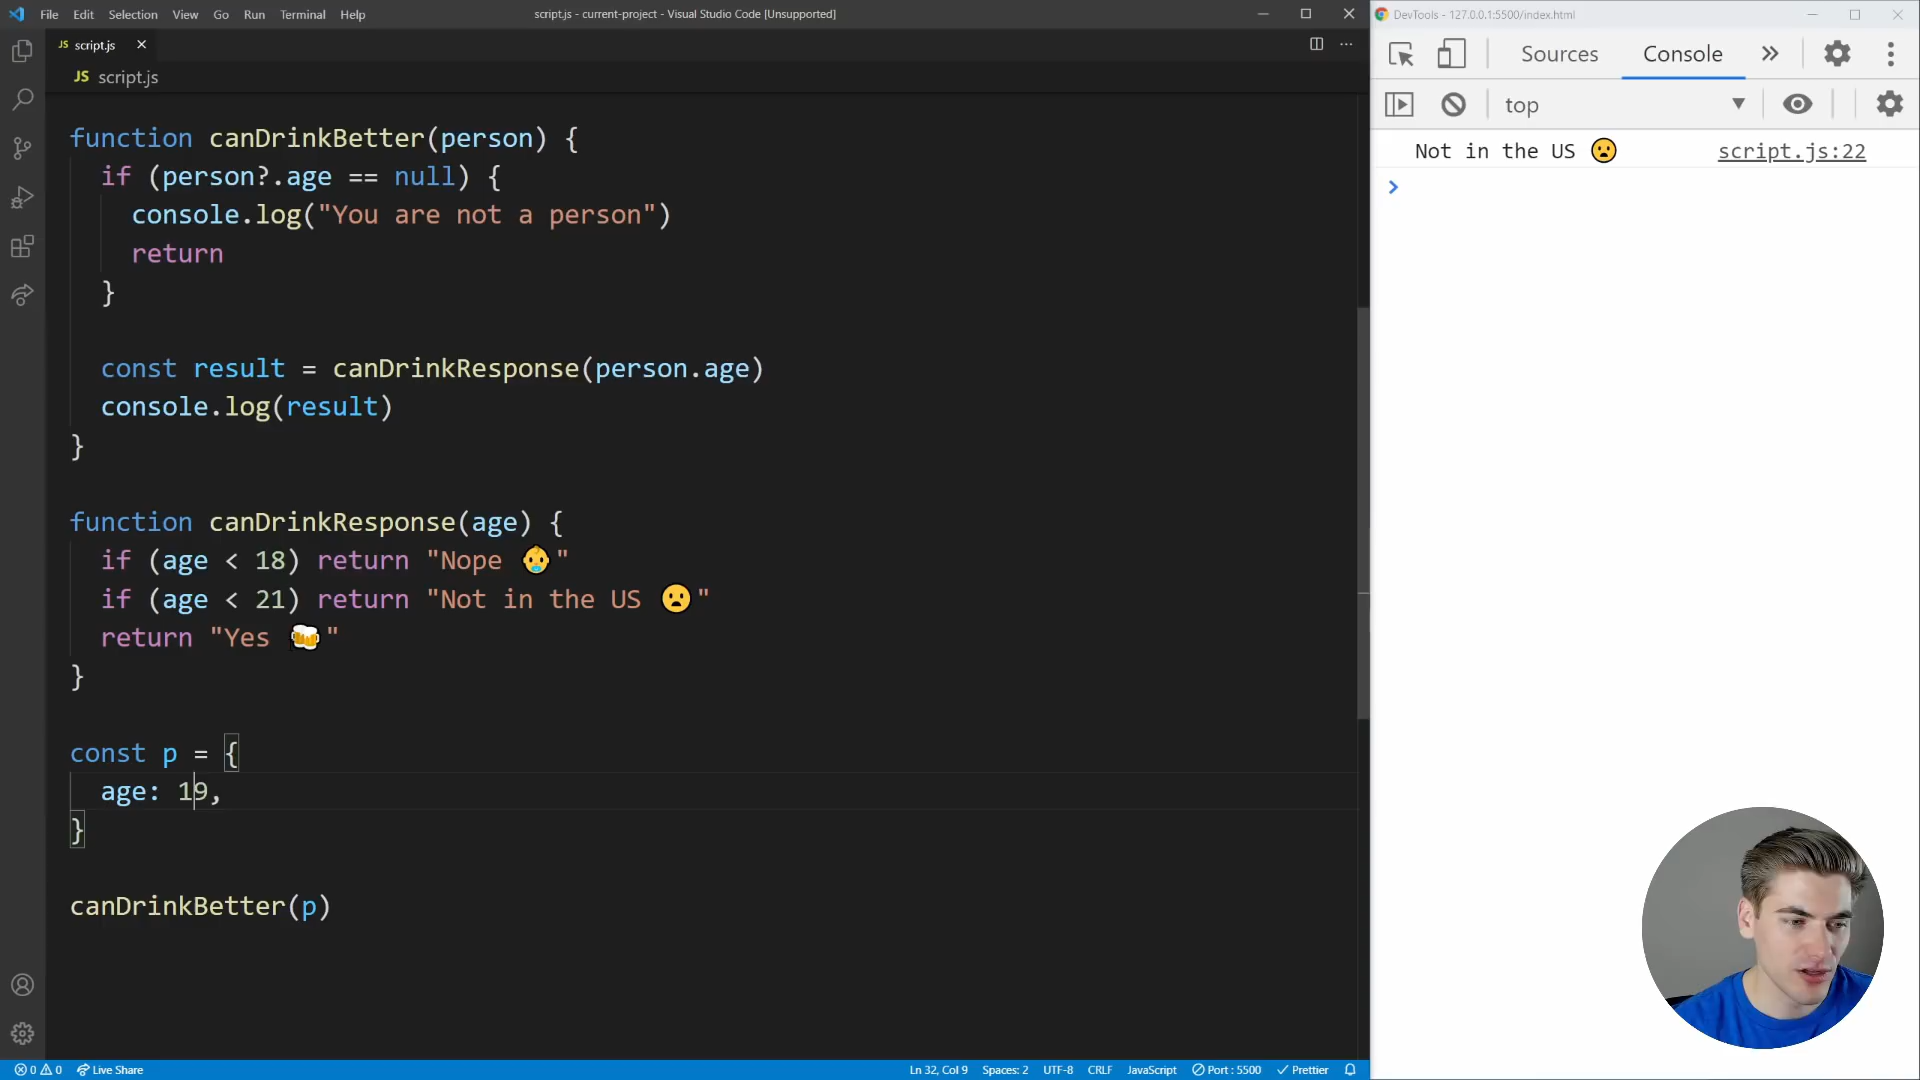 File Edit Selection View Go Run Terminal Help
script.js - current-project - Visual Studio Code [Unsupported]
JS script.js
JS script.js
function canDrinkBetter(person) {
if (person?.age == null) {
console.log("You are not a person")
return
}
const result = canDrinkResponse(person.age)
console.log(result)
}
function canDrinkResponse(age) {
if (age < 18) return "Nope 👶"
if (age < 21) return "Not in the US 😦"
return "Yes 🍻"
}
const p = {
age: 19,
}
canDrinkBetter(p)
0 0 Live Share
Ln 32, Col 9 Spaces: 2 UTF-8 CRLF JavaScript Port : 5500 Prettier
DevTools - 127.0.0.1:5500/index.html
Sources Console
top
Not in the US 😦 script.js:22